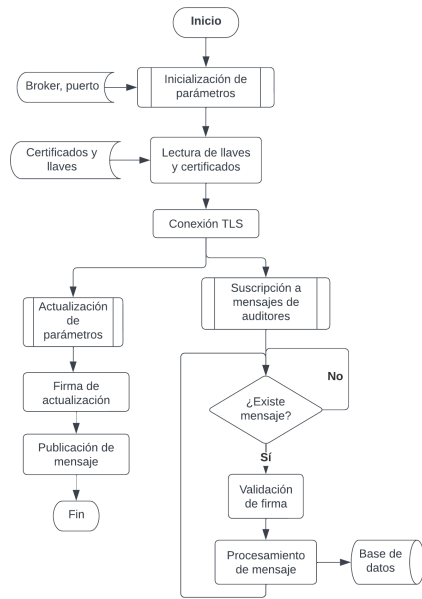 Inicio
Broker, puerto
Inicialización de
parámetros
Certificados y
llaves
Lectura de llaves
y certificados
Conexión TLS
Actualización
de
parámetros
Firma de
actualización
Publicación de
mensaje
Fin
Suscripción a
mensajes de
auditores
No
¿Existe
mensaje?
Sí
Validación
de firma
Procesamiento
de mensaje
Base de
datos